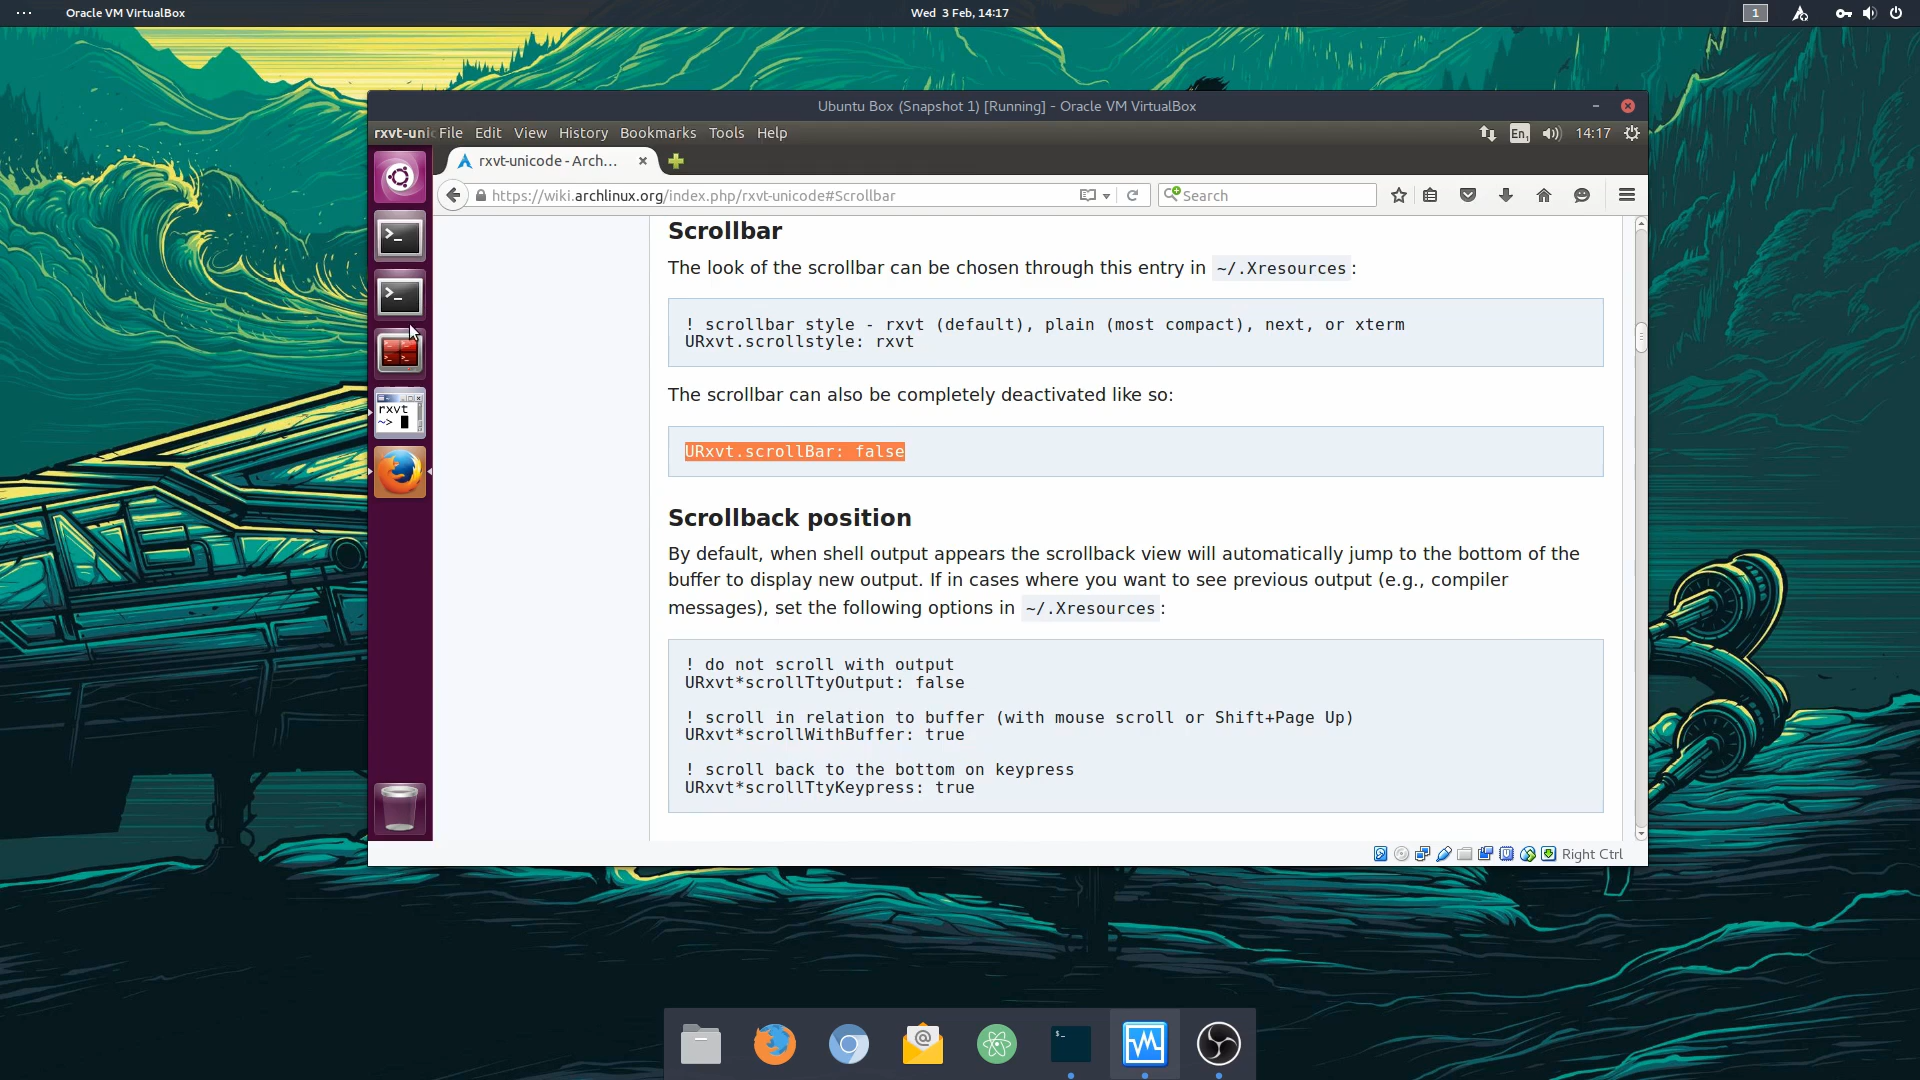 Oracle VM VirtualBox
Wed 3 Feb, 14:17
1
Ubuntu Box (Snapshot 1) [Running] - Oracle VM VirtualBox
rxvt-unic File Edit View History Bookmarks Tools Help
En 14:17
rxvt-unicode - Arch...
https://wiki.archlinux.org/index.php/rxvt-unicode#Scrollbar
Search
Scrollbar
The look of the scrollbar can be chosen through this entry in ~/.Xresources:
! scrollbar style - rxvt (default), plain (most compact), next, or xterm
URxvt.scrollstyle: rxvt
The scrollbar can also be completely deactivated like so:
rxvt
~>
URxvt.scrollBar: false
Scrollback position
By default, when shell output appears the scrollback view will automatically jump to the bottom of the
buffer to display new output. If in cases where you want to see previous output (e.g., compiler
messages), set the following options in ~/.Xresources:
! do not scroll with output
URxvt*scrollTtyOutput: false
! scroll in relation to buffer (with mouse scroll or Shift+Page Up)
URxvt*scrollWithBuffer: true
! scroll back to the bottom on keypress
URxvt*scrollTtyKeypress: true
Right Ctrl